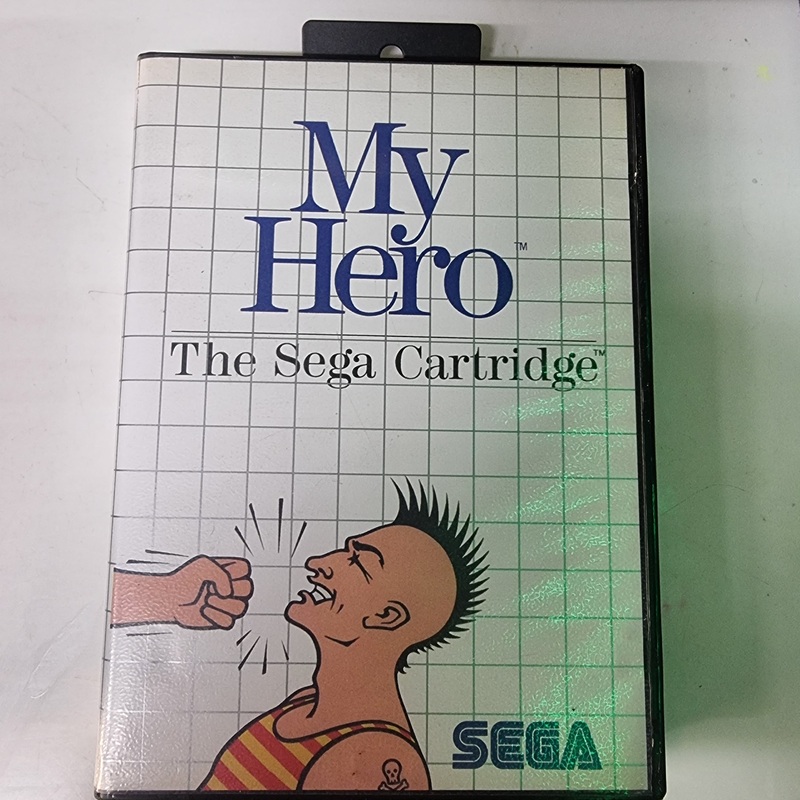 My
Hero™
The Sega Cartridge™
SEGA